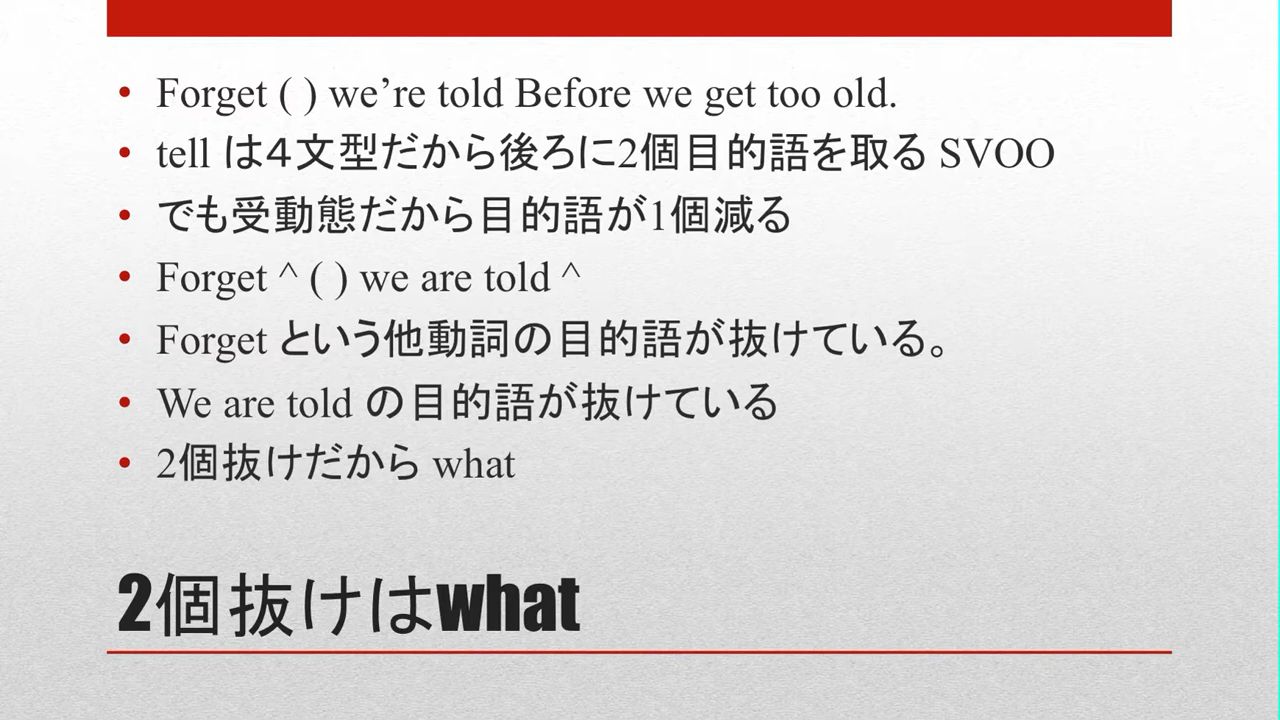 • Forget ( ) we’re told Before we get too old.
• tell は４文型だから後ろに2個目的語を取る SVOO
• でも受動態だから目的語が1個減る
• Forget ^ ( ) we are told ^
• Forget という他動詞の目的語が抜けている。
• We are told の目的語が抜けている
• 2個抜けだから what
2個抜けはwhat